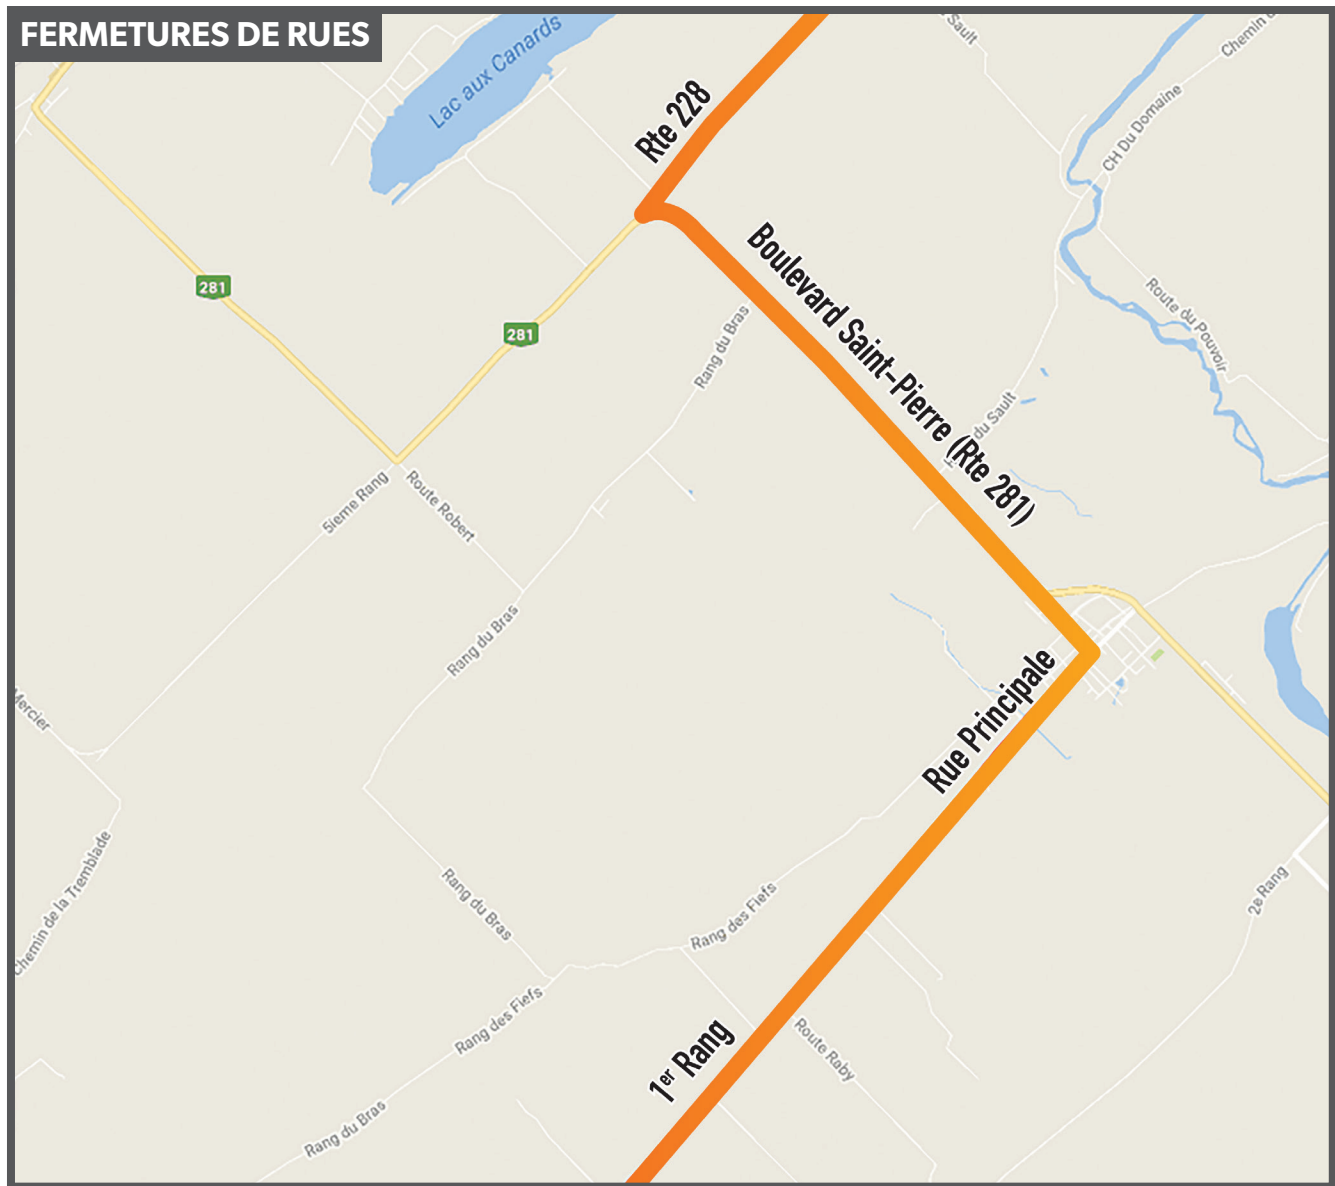 FERMETURES DE RUES
Lac aux Canards
Sault
Chemin
CH Du Domaine
Rte 228
281
281
Boulevard Saint-Pierre (Rte 281)
Rang du Bras
Route du Pouvoir
du Sault
5ieme Rang
Route Robert
Rang du Bras
Rue Principale
Mercier
Chemin de la Tremblade
Rang du Bras
Rang des Fiefs
2e Rang
Rang des Fiefs
1er Rang
Route Raby
Rang du Bras